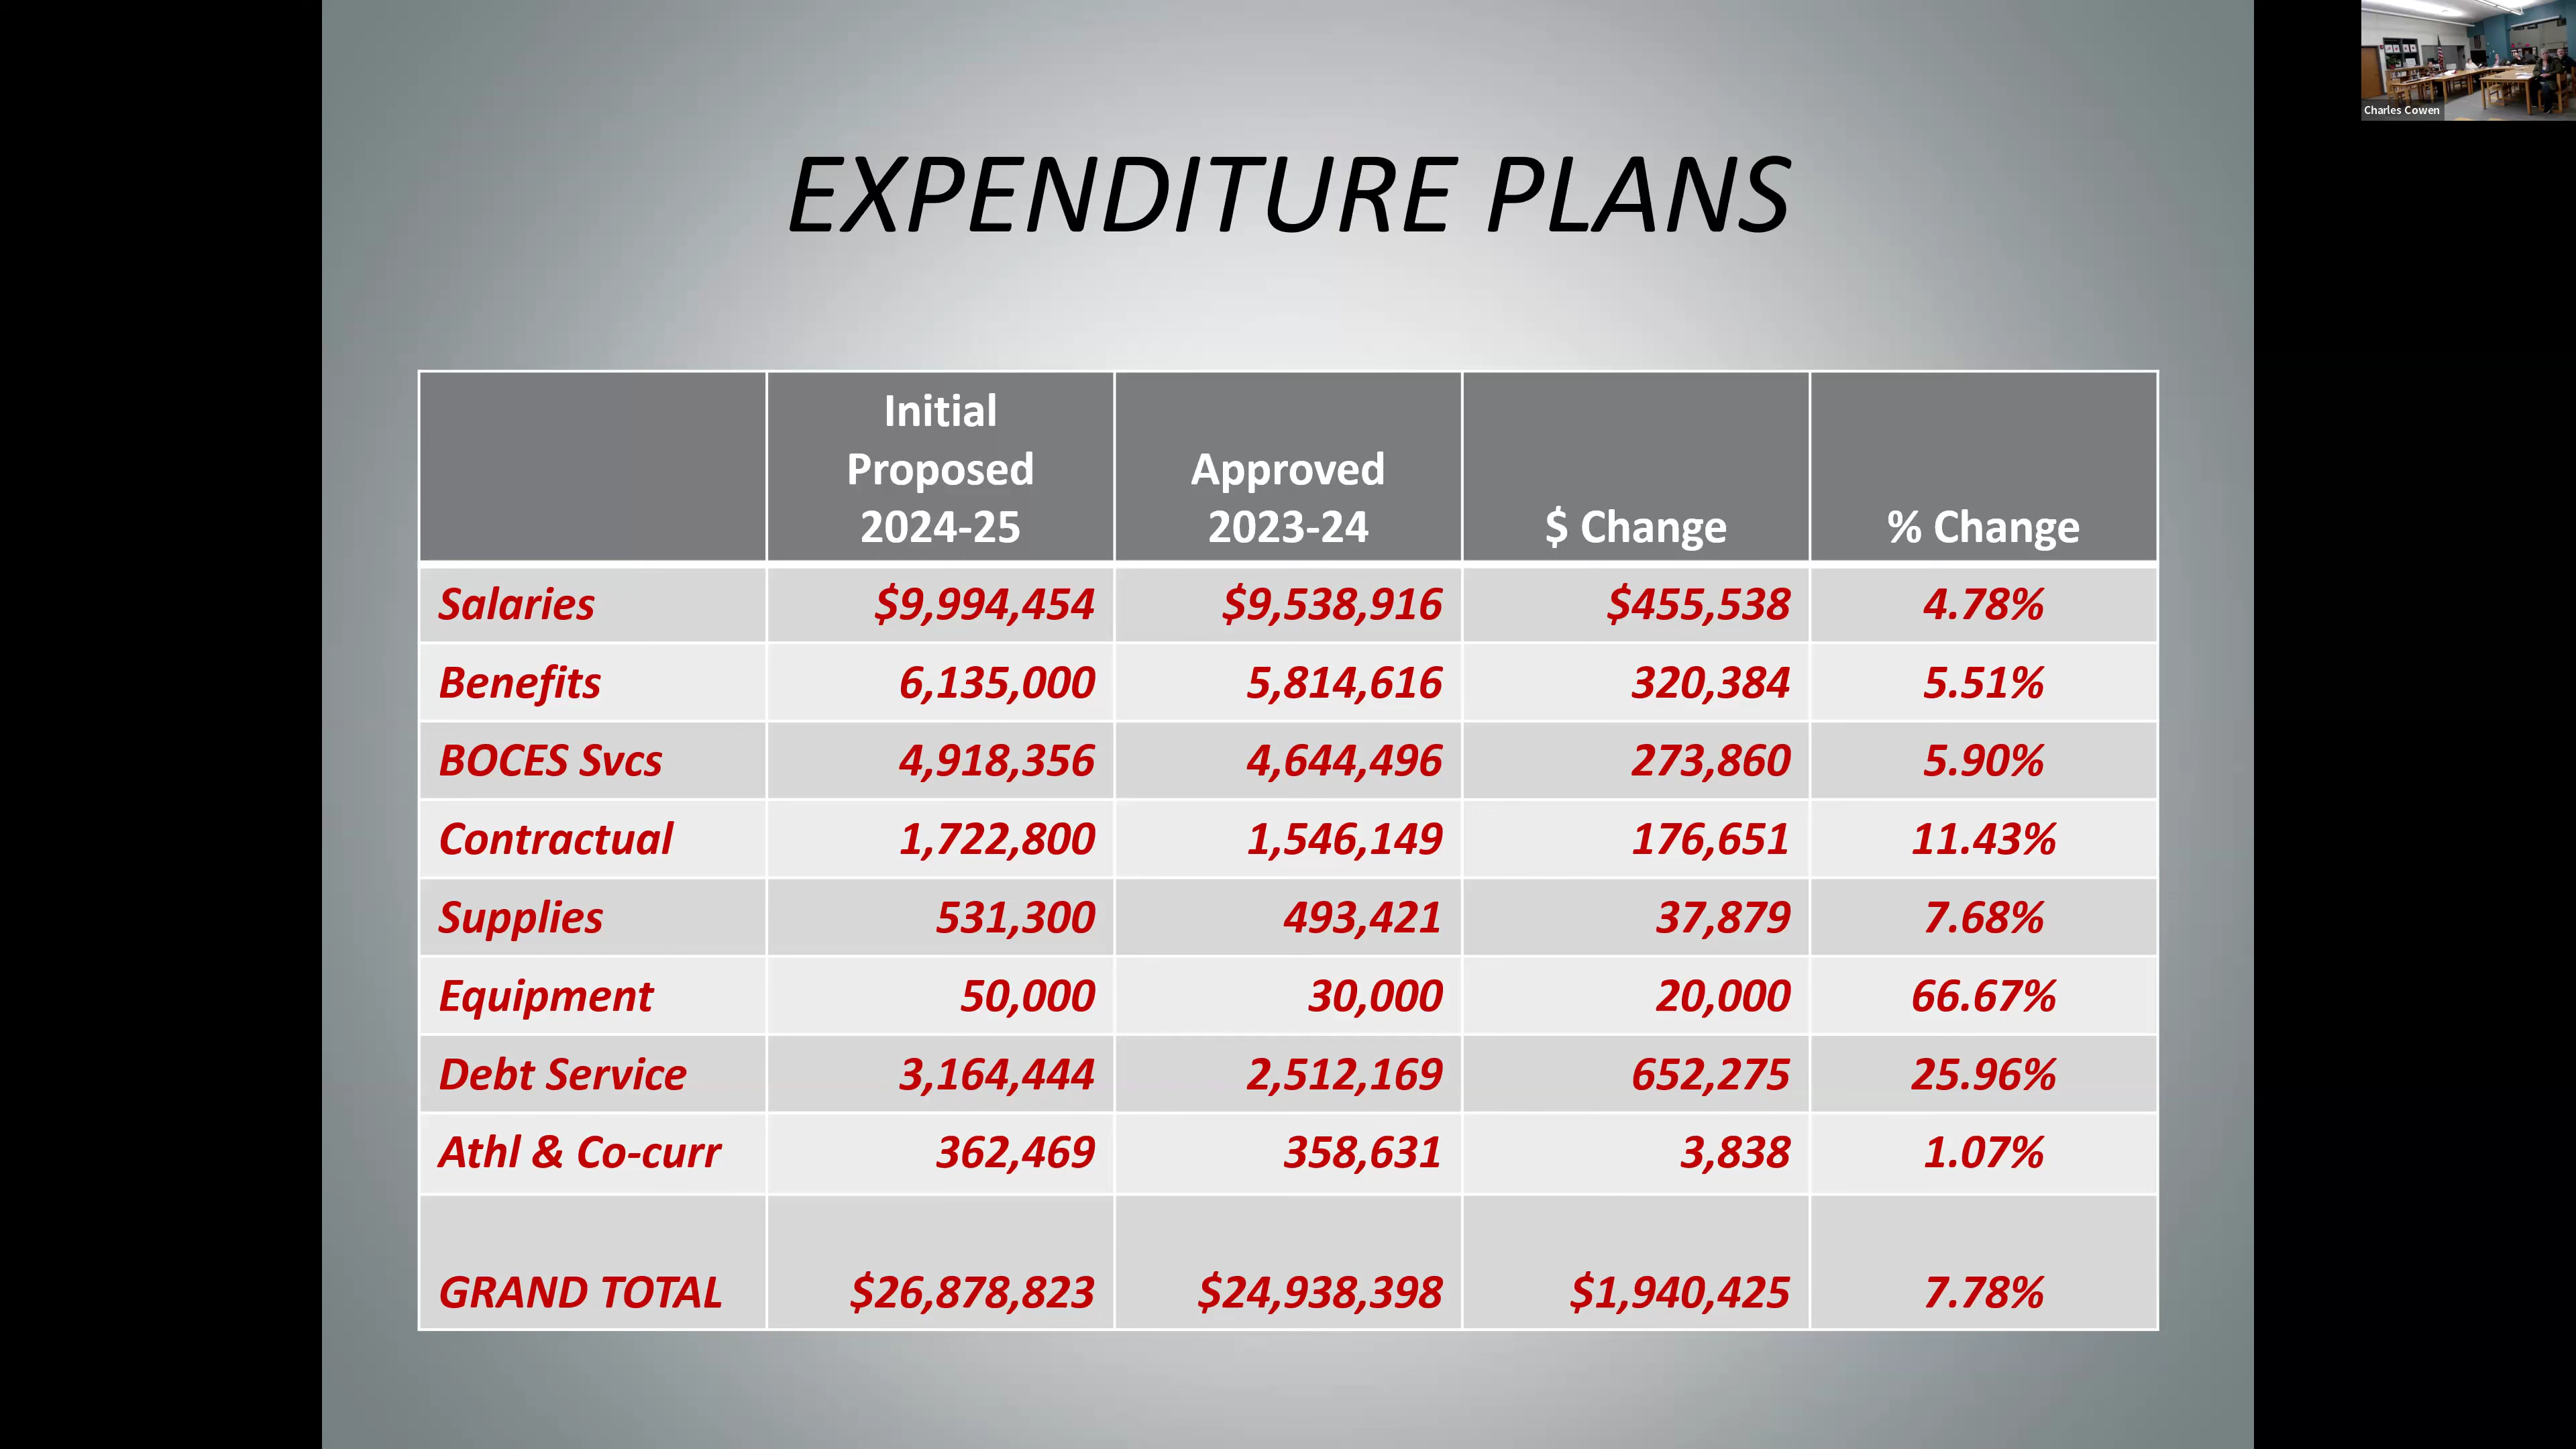 Charles Cowen
EXPENDITURE PLANS
Initial
Proposed
2024-25
Approved
2023-24
$ Change
% Change
Salaries $9,994,454 $9,538,916 $455,538 4.78%
Benefits 6,135,000 5,814,616 320,384 5.51%
BOCES Svcs 4,918,356 4,644,496 273,860 5.90%
Contractual 1,722,800 1,546,149 176,651 11.43%
Supplies 531,300 493,421 37,879 7.68%
Equipment 50,000 30,000 20,000 66.67%
Debt Service 3,164,444 2,512,169 652,275 25.96%
Athl & Co-curr 362,469 358,631 3,838 1.07%
GRAND TOTAL $26,878,823 $24,938,398 $1,940,425 7.78%